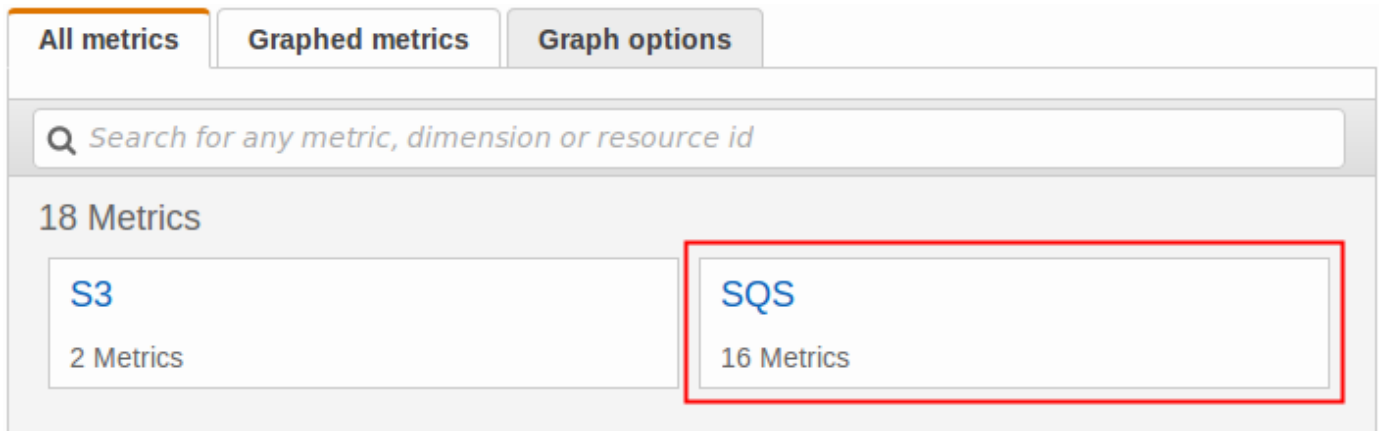 All metrics Graphed metrics Graph options
Search for any metric, dimension or resource id
18 Metrics
S3 SQS
2 Metrics 16 Metrics